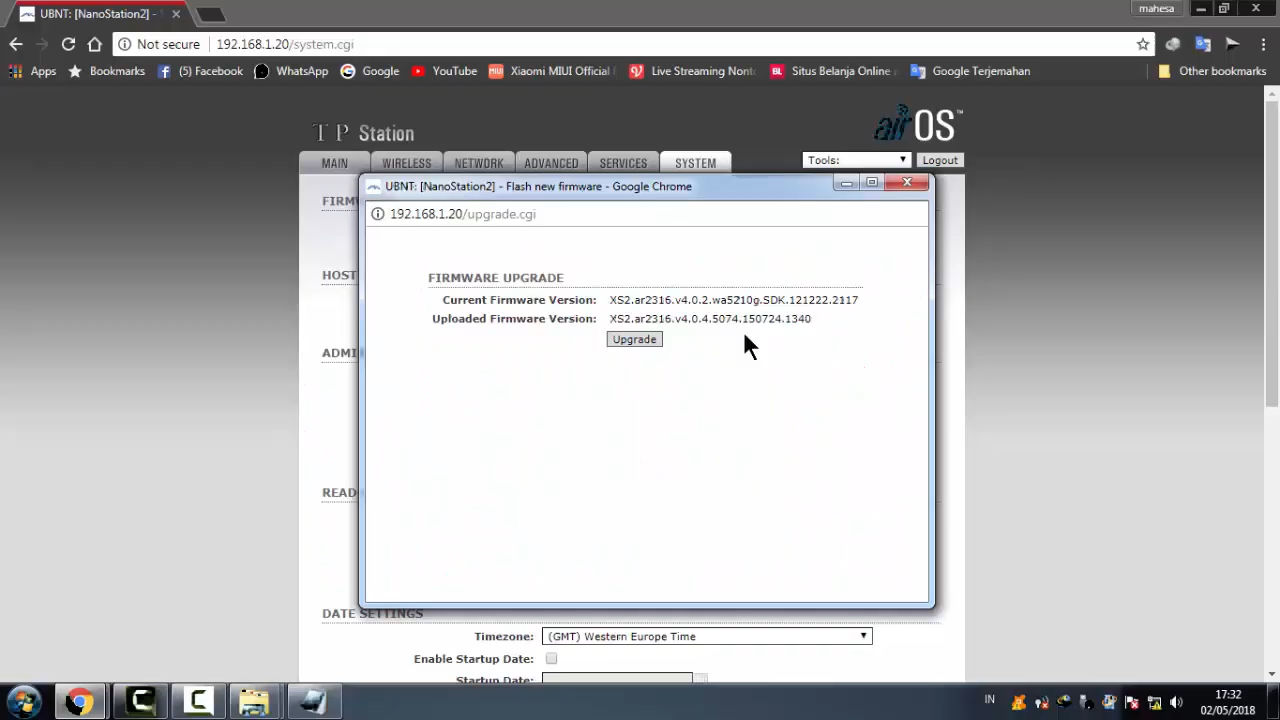 UBNT: [NanoStation2] -
mahesa
Not secure 192.168.1.20/system.cgi
Apps Bookmarks (5) Facebook WhatsApp Google YouTube Xiaomi MIUI Official Live Streaming Nont Situs Belanja Online Google Terjemahan Other bookmarks
T P Station
airOS™
MAIN WIRELESS NETWORK ADVANCED SERVICES SYSTEM Tools: Logout
UBNT: [NanoStation2] - Flash new firmware - Google Chrome
FIRMW
192.168.1.20/upgrade.cgi
HOST
FIRMWARE UPGRADE
Current Firmware Version: XS2.ar2316.v4.0.2.wa5210g.SDK.121222.2117
Uploaded Firmware Version: XS2.ar2316.v4.0.4.5074.150724.1340
Upgrade
ADMI
READ
DATE SETTINGS
Timezone: (GMT) Western Europe Time
Enable Startup Date:
Startup Date:
IN 17:32
02/05/2018